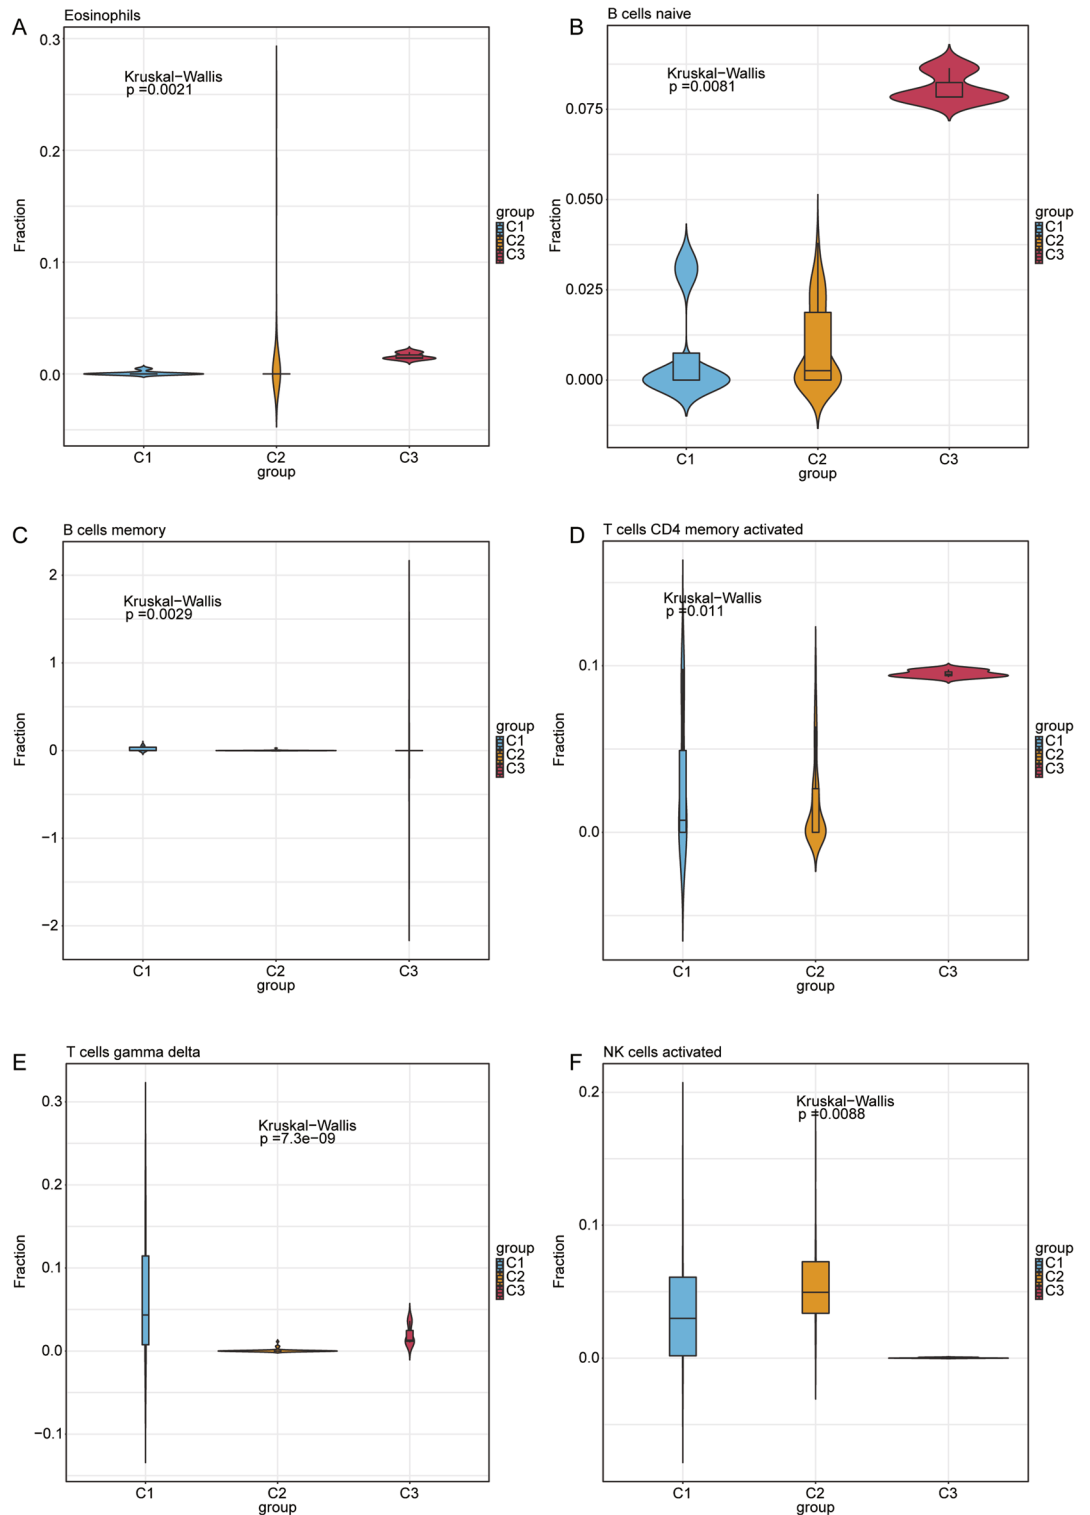 A
Eosinophils
0.3
0.2
0.1
0.0
Fraction
Kruskal−Wallis
p =0.0021
C1
C2
C3
group
group
C1
C2
C3
B
B cells naive
0.075
0.050
0.025
0.000
Fraction
Kruskal−Wallis
p =0.0081
C1
C2
C3
group
group
C1
C2
C3
C
B cells memory
2
1
0
−1
−2
Fraction
Kruskal−Wallis
p =0.0029
C1
C2
C3
group
group
C1
C2
C3
D
T cells CD4 memory activated
0.1
0.0
Fraction
Kruskal−Wallis
p =0.011
C1
C2
C3
group
group
C1
C2
C3
E
T cells gamma delta
0.3
0.2
0.1
0.0
−0.1
Fraction
Kruskal−Wallis
p =7.3e−09
C1
C2
C3
group
group
C1
C2
C3
F
NK cells activated
0.2
0.1
0.0
Fraction
Kruskal−Wallis
p =0.0088
C1
C2
C3
group
group
C1
C2
C3